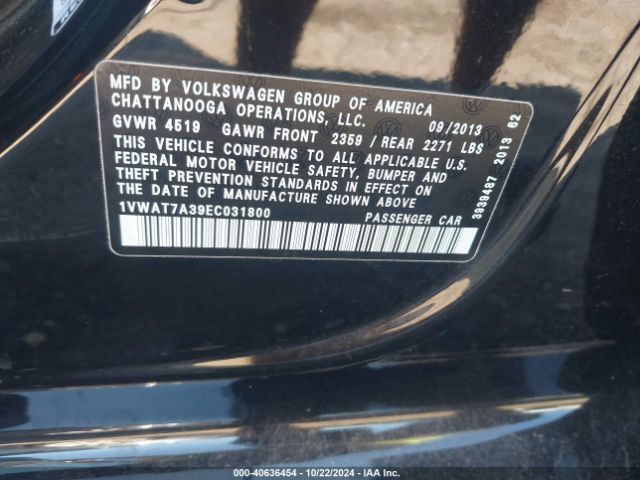 MFD BY VOLKSWAGEN GROUP OF AMERICA
CHATTANOOGA OPERATIONS, LLC. 09/2013
GVWR 4519 GAWR FRONT 2359 / REAR 2271 LBS
THIS VEHICLE CONFORMS TO ALL APPLICABLE U.S.
FEDERAL MOTOR VEHICLE SAFETY, BUMPER AND
THEFT PREVENTION STANDARDS IN EFFECT ON
THE DATE OF MANUFACTURE SHOWN ABOVE
1VWAT7A39EC031800 PASSENGER CAR
3939487 2013 62
000-40636454 - 10/22/2024 - IAA Inc.